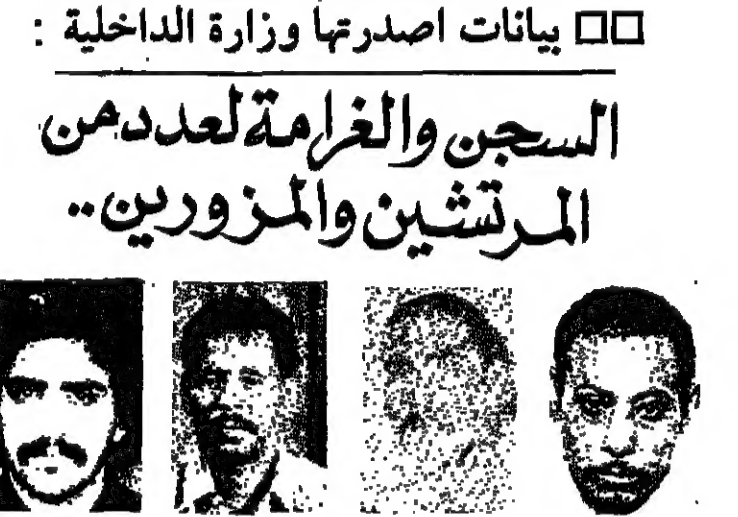 □□ بيانات اصدرتها وزارة الداخلية :
السجن والغرامة لعدد من
المرتشين والمزورين..